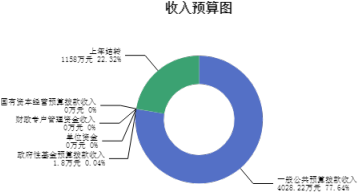 收入预算图
上年结转
1158万元 22.32%
国有资本经营预算拨款收入
0万元 0%
财政专户管理资金收入
0万元 0%
单位资金
0万元 0%
政府性基金预算拨款收入
1.8万元 0.04%
一般公共预算拨款收入
4028.22万元 77.64%